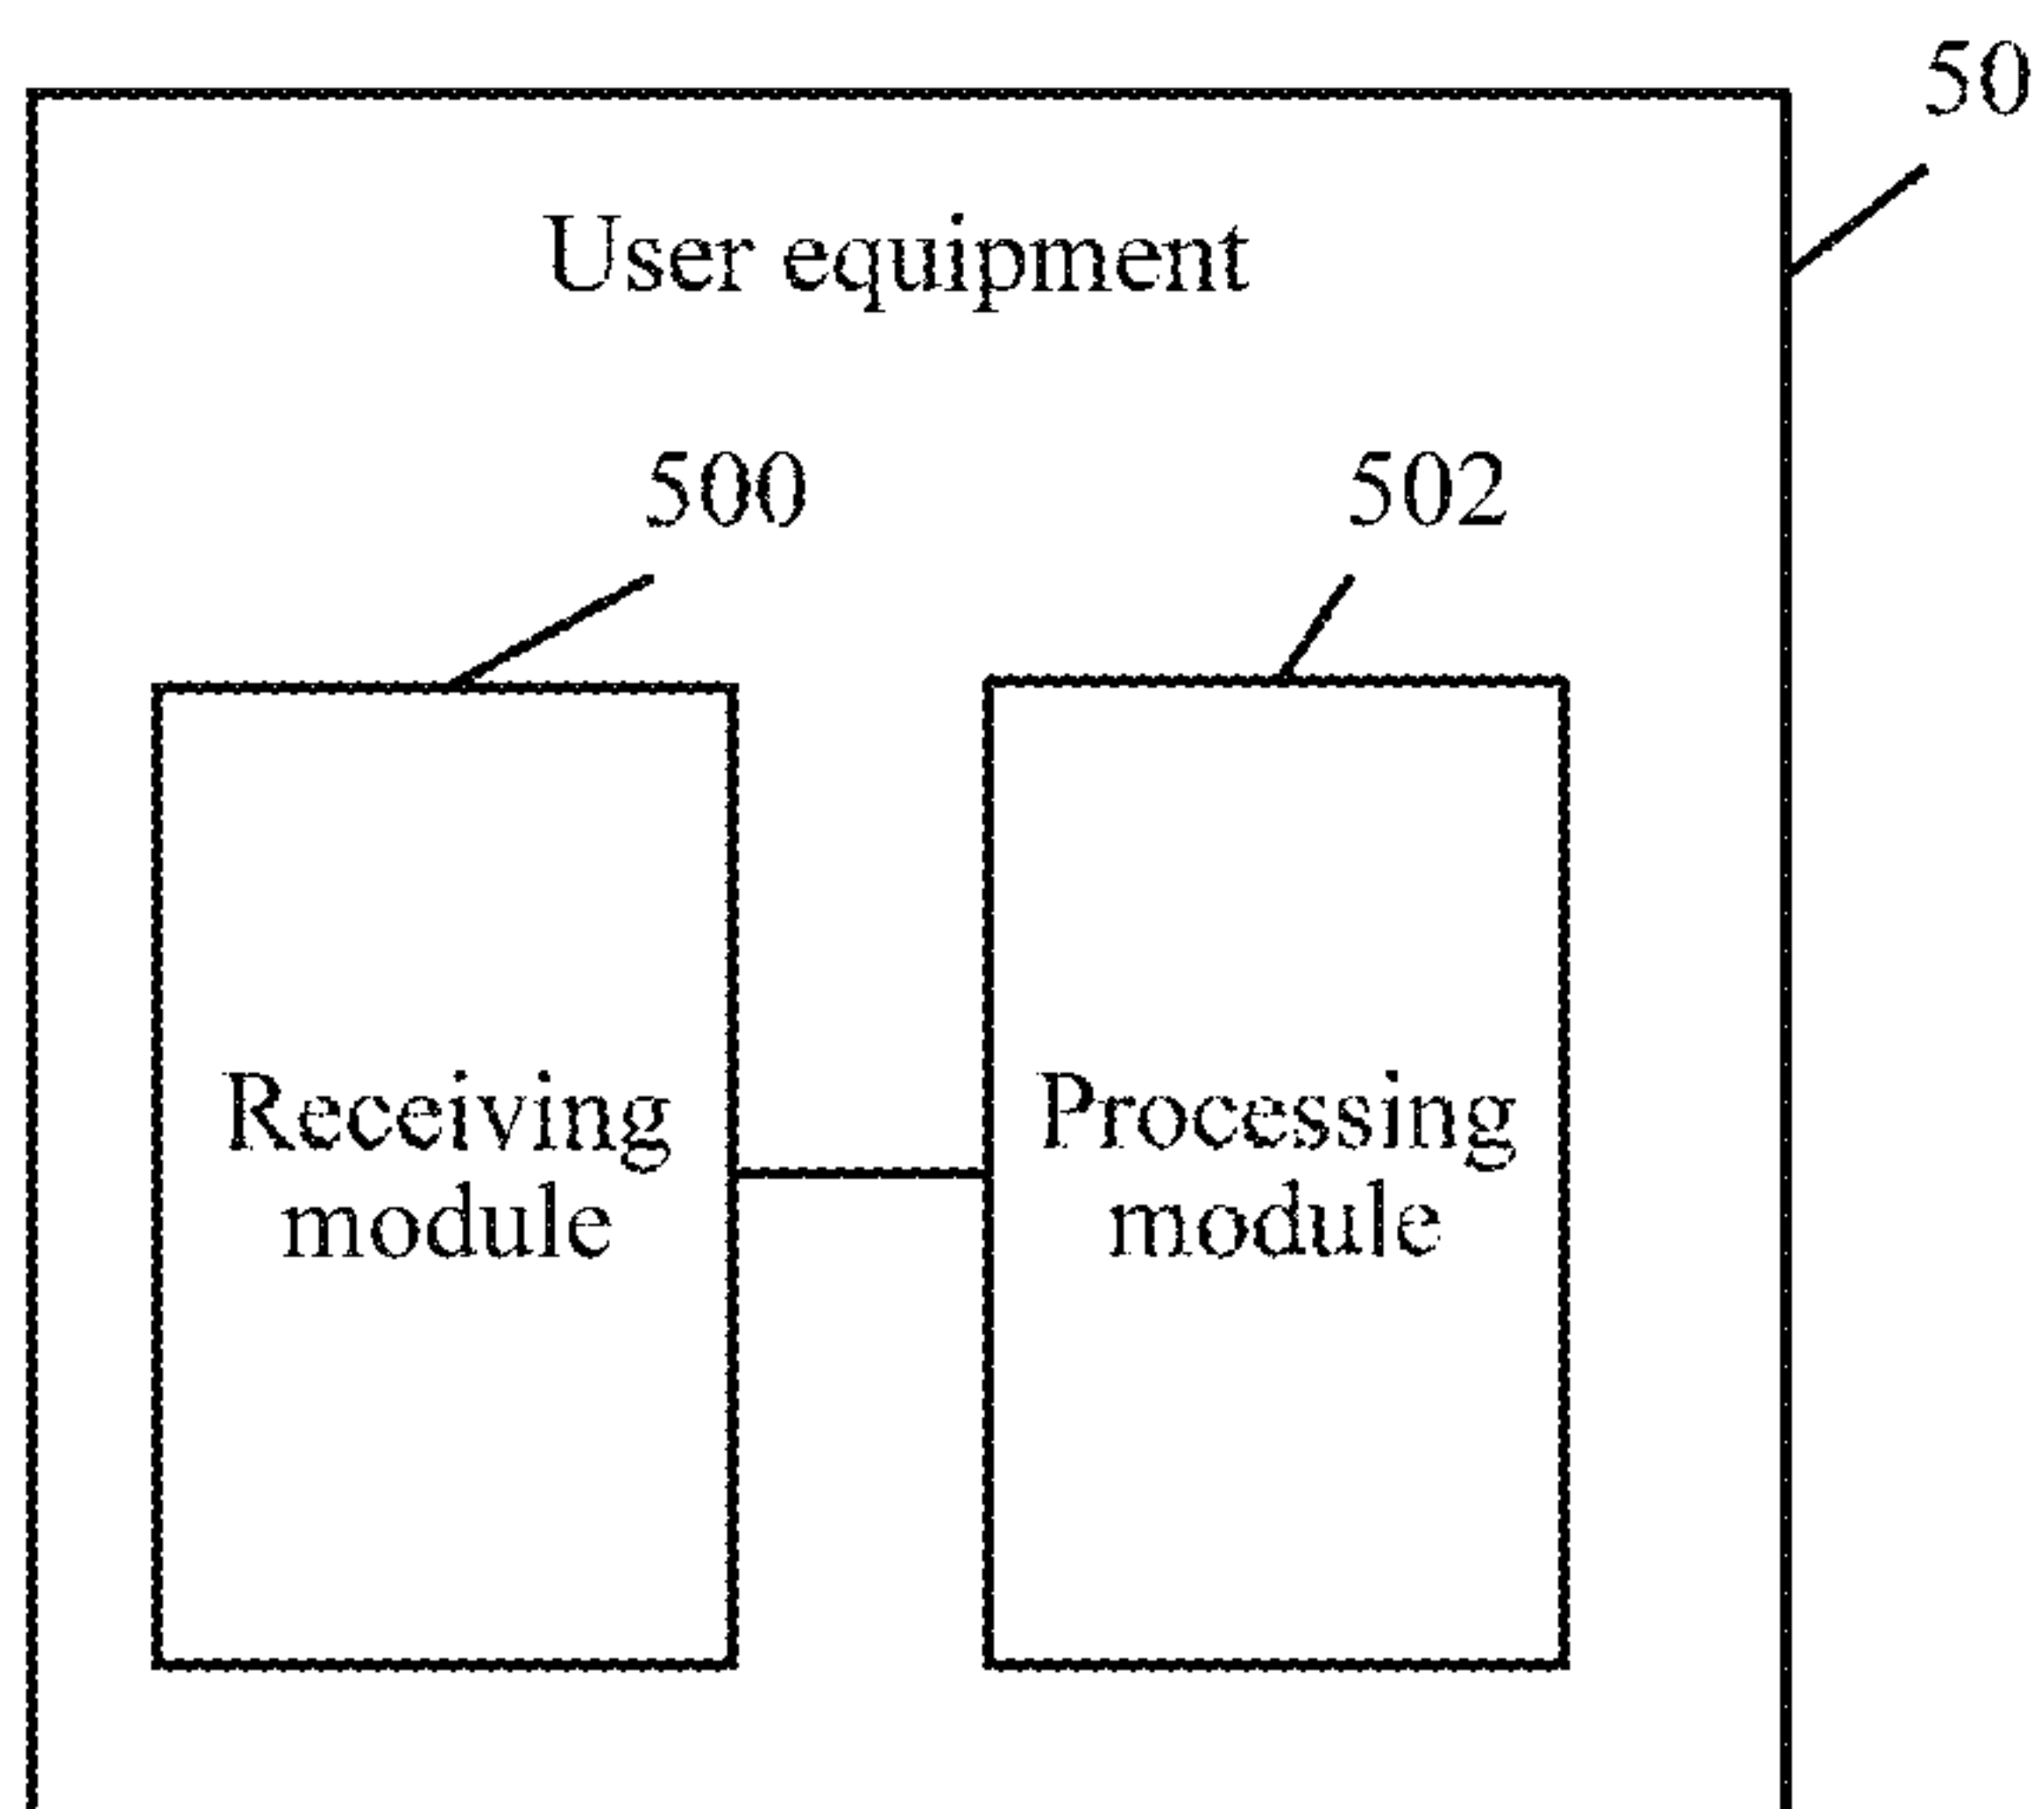 50
User equipment
500
502
Receiving
module
Processing
module